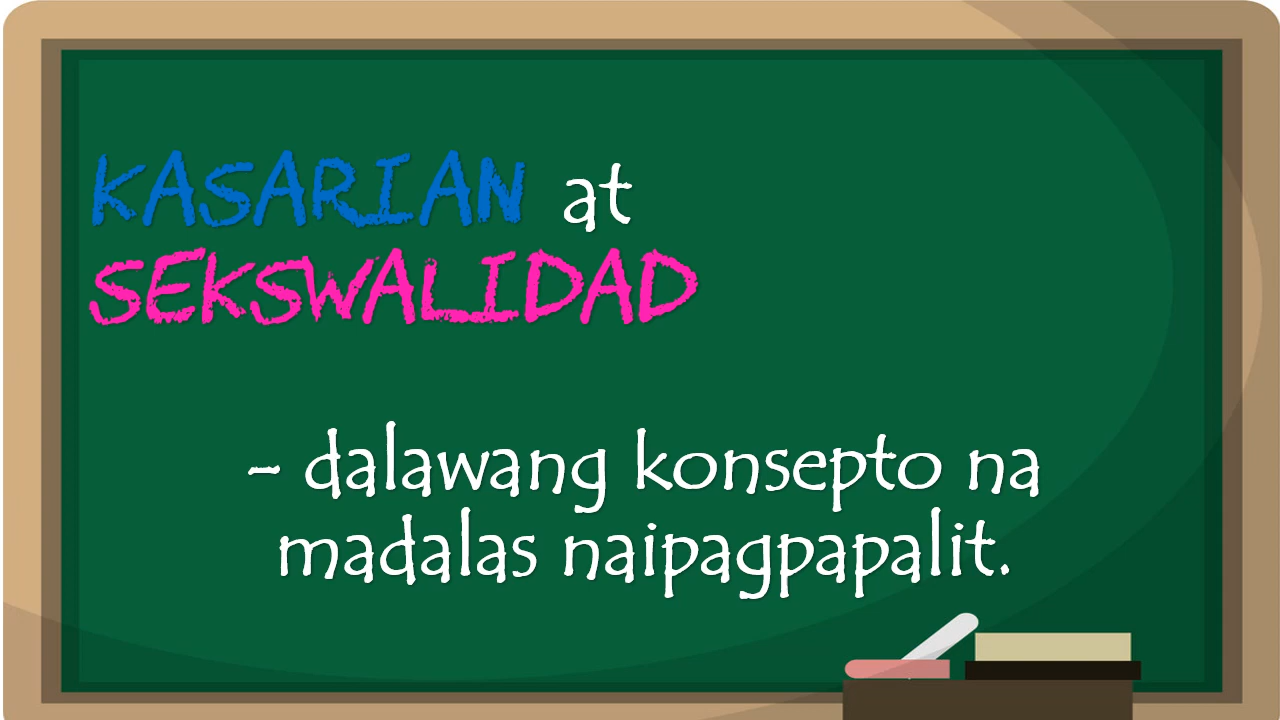 KASARIAN at
SEKSWALIDAD
- dalawang konsepto na
madalas naipagpapalit.